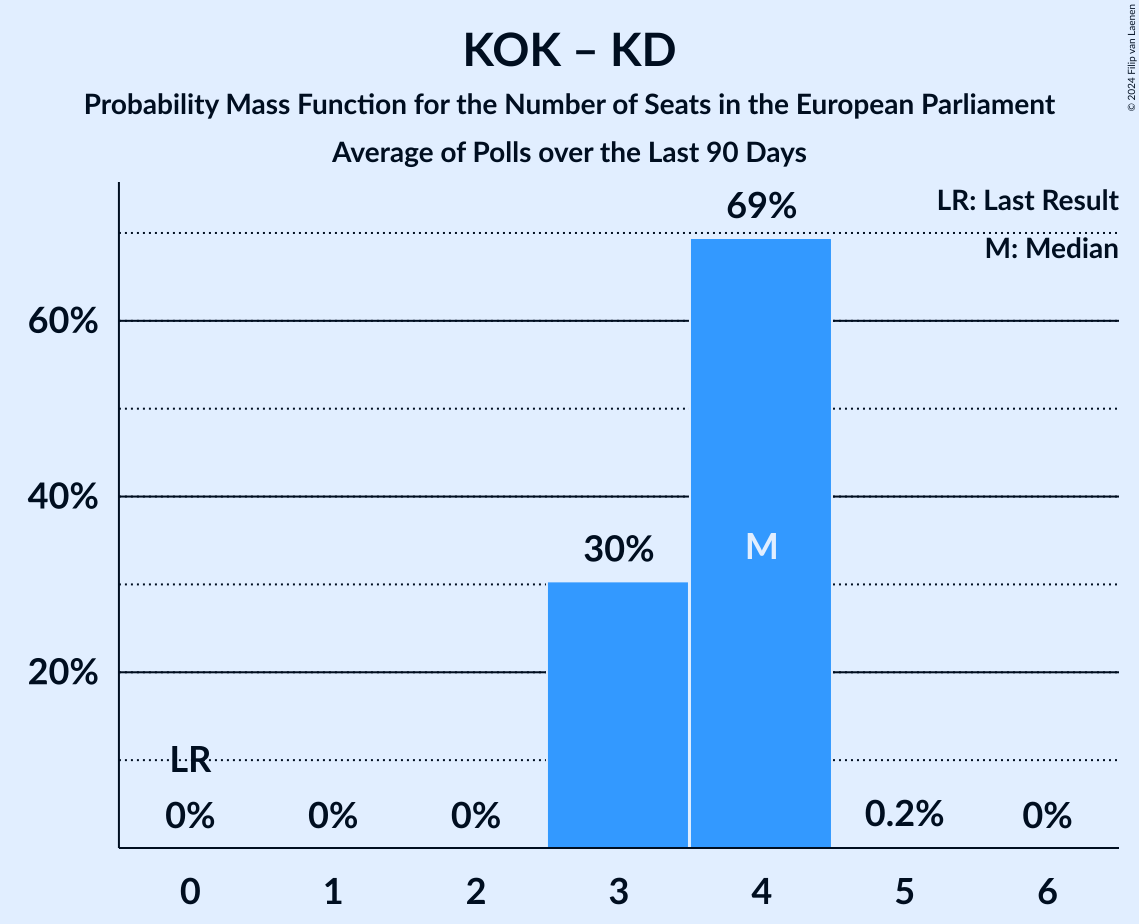 KOK – KD
Probability Mass Function for the Number of Seats in the European Parliament
Average of Polls over the Last 90 Days
© 2024 Filip van Laenen
LR: Last Result
M: Median
69%
60%
40%
30%
M
20%
LR
0%
0%
0%
0.2%
0%
0
1
2
3
4
5
6